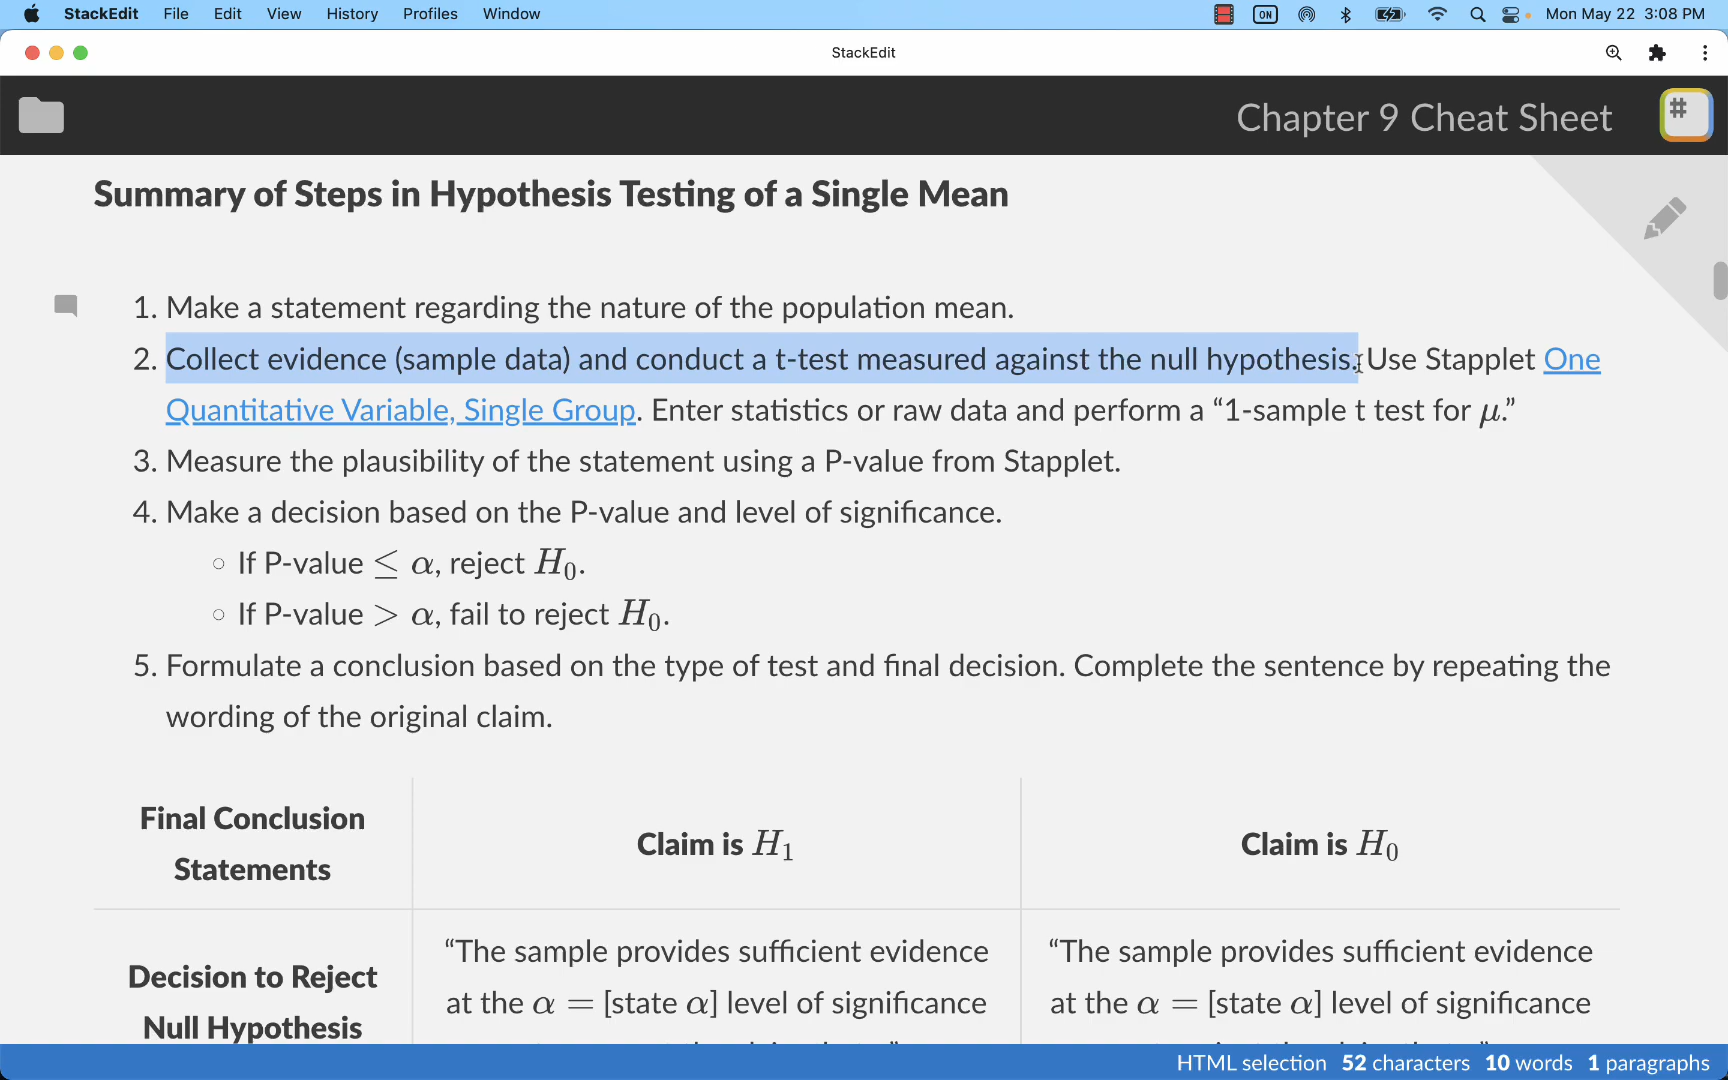 StackEdit File Edit View History Profiles Window ON Mon May 22 3:08 PM
StackEdit
Chapter 9 Cheat Sheet #
Summary of Steps in Hypothesis Testing of a Single Mean
1. Make a statement regarding the nature of the population mean.
2. Collect evidence (sample data) and conduct a t-test measured against the null hypothesis. Use Stapplet One
Quantitative Variable, Single Group. Enter statistics or raw data and perform a “1-sample t test for μ.”
3. Measure the plausibility of the statement using a P-value from Stapplet.
4. Make a decision based on the P-value and level of significance.
○ If P-value ≤ α, reject H₀.
○ If P-value > α, fail to reject H₀.
5. Formulate a conclusion based on the type of test and final decision. Complete the sentence by repeating the
wording of the original claim.
Final Conclusion
Statements
Claim is H₁
Claim is H₀
Decision to Reject
Null Hypothesis
“The sample provides sufficient evidence
at the α = [state α] level of significance
“The sample provides sufficient evidence
at the α = [state α] level of significance
HTML selection 52 characters 10 words 1 paragraphs